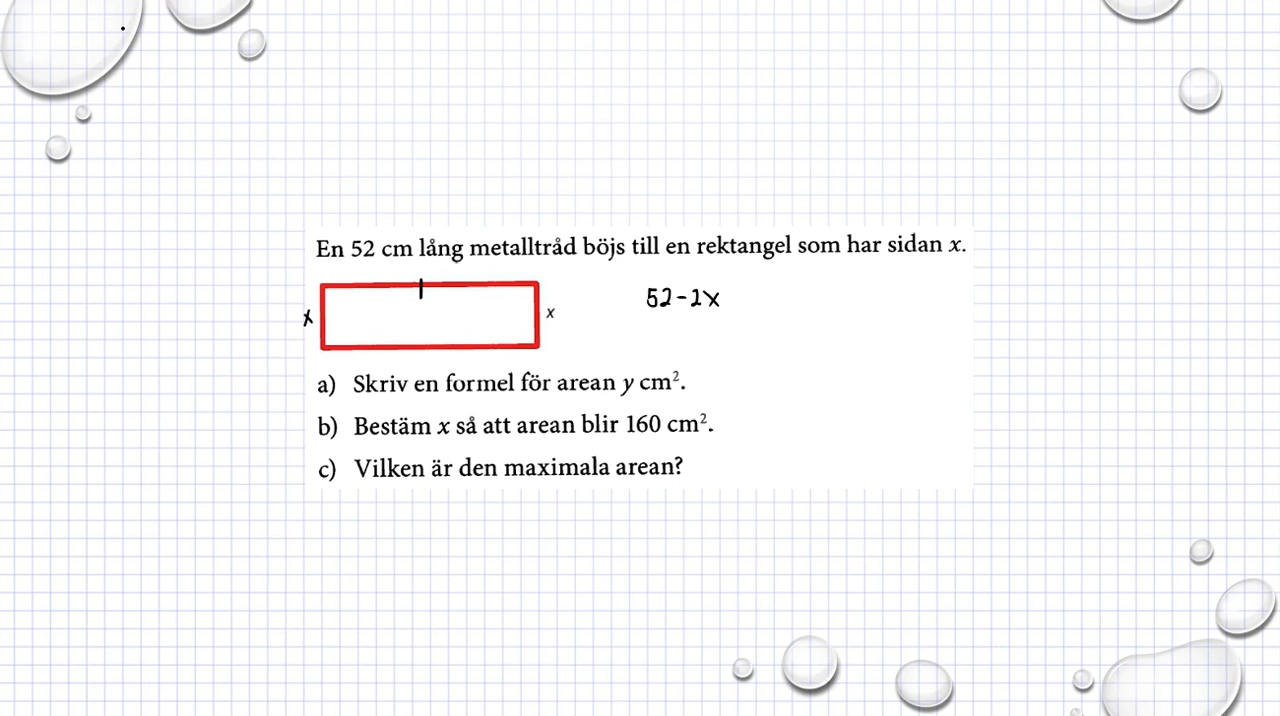 En 52 cm lång metalltråd böjs till en rektangel som har sidan x.
52-2x
x x
a) Skriv en formel för arean y cm².
b) Bestäm x så att arean blir 160 cm².
c) Vilken är den maximala arean?